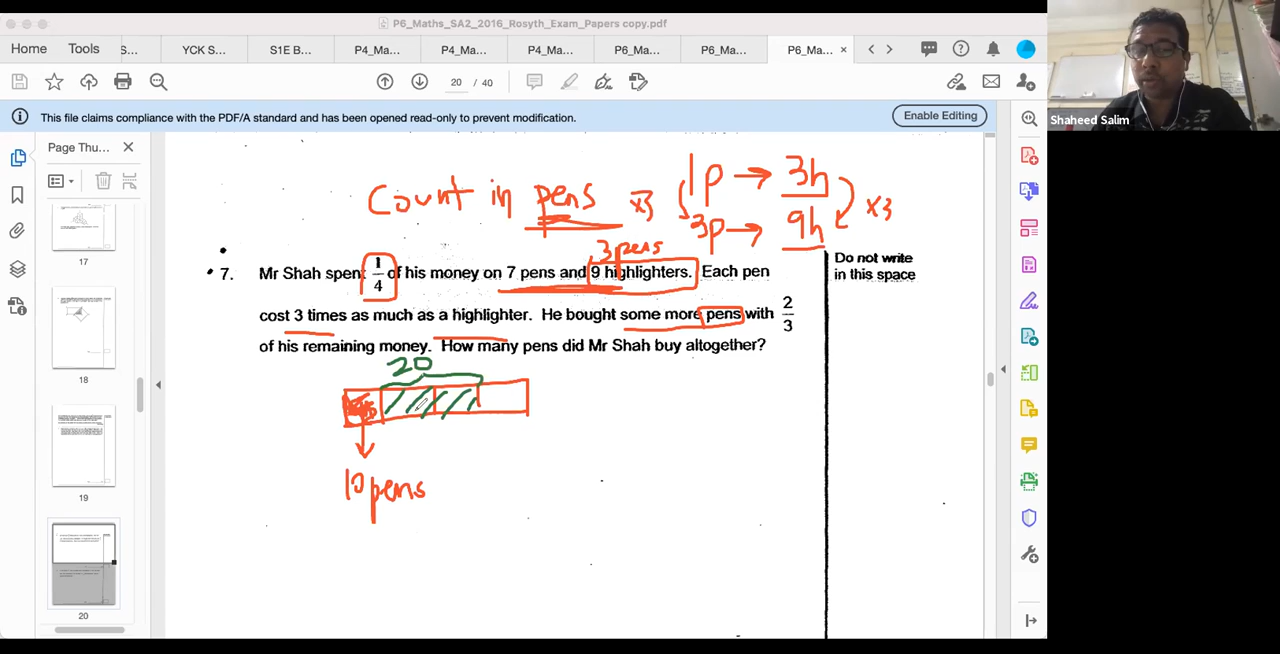 P6_Maths_SA2_2016_Rosyth_Exam_Papers copy.pdf
Home Tools S... YCK S... S1E B... P4_Ma... P4_Ma... P4_Ma... P6_Ma... P6_Ma... P6_Ma... ×
20 / 40
This file claims compliance with the PDF/A standard and has been opened read-only to prevent modification. Enable Editing
Shaheed Salim
Page Thu... ×
17
18
19
20
Count in pens ×3 1p → 3h
3p → 9h ×3
3 pens
7. Mr Shah spent 1/4 of his money on 7 pens and 9 highlighters. Each pen
cost 3 times as much as a highlighter. He bought some more pens with 2/3
of his remaining money. How many pens did Mr Shah buy altogether?
Do not write
in this space
20
10 pens